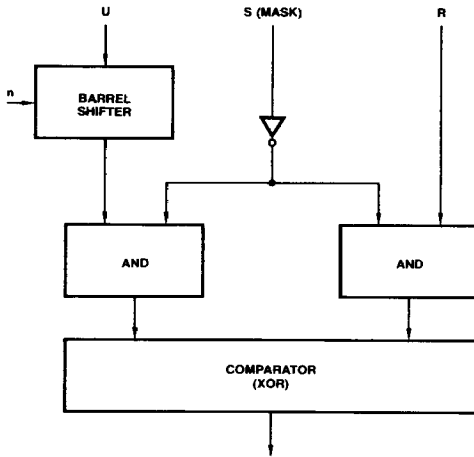 U
S (MASK)
R
n
BARREL
SHIFTER
AND
AND
COMPARATOR
(XOR)